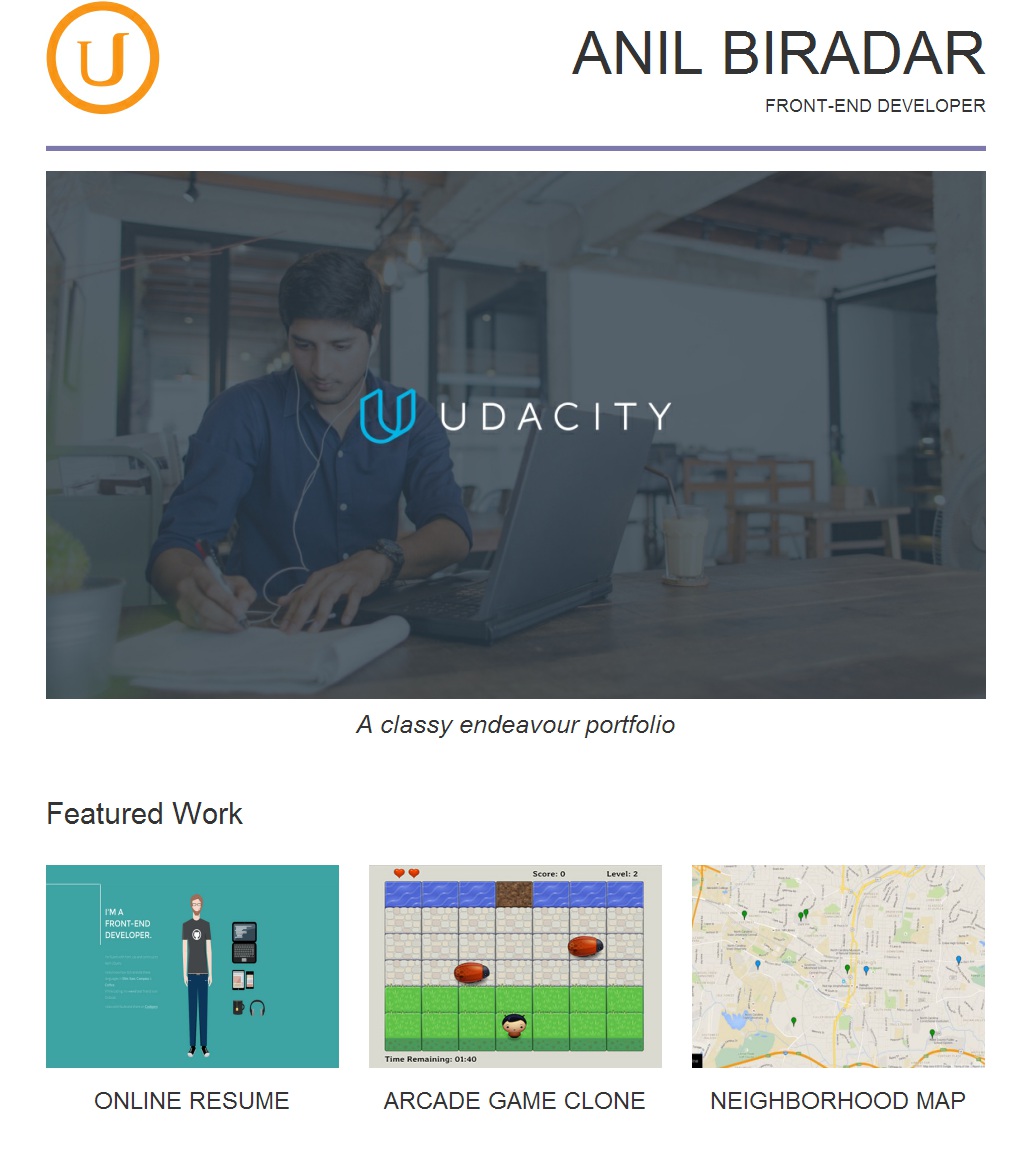 U
ANIL BIRADAR
FRONT-END DEVELOPER
UDACITY
A classy endeavour portfolio
Featured Work
I'M A
FRONT-END
DEVELOPER.
Score: 0
Level: 2
Time Remaining: 01:40
ONLINE RESUME
ARCADE GAME CLONE
NEIGHBORHOOD MAP